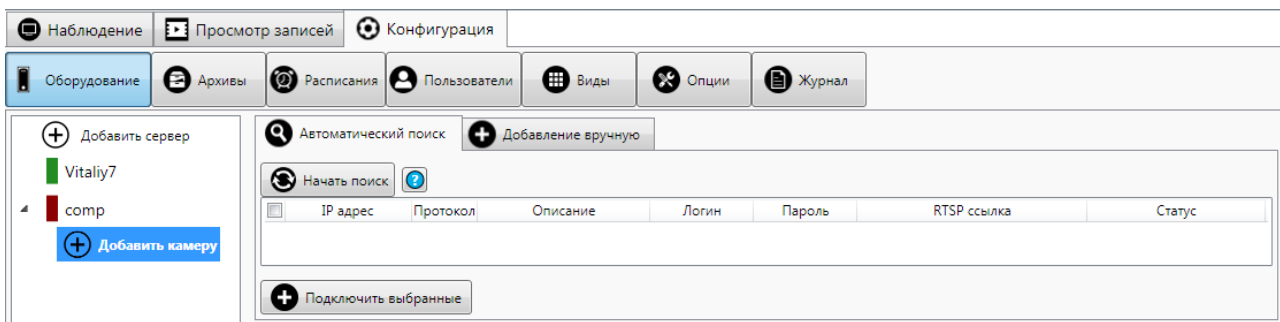 Наблюдение Просмотр записей Конфигурация
Оборудование Архивы Расписания Пользователи Виды Опции Журнал
Добавить сервер
Vitaliy7
comp
Добавить камеру
Автоматический поиск Добавление вручную
Начать поиск ?
IP адрес Протокол Описание Логин Пароль RTSP ссылка Статус
Подключить выбранные